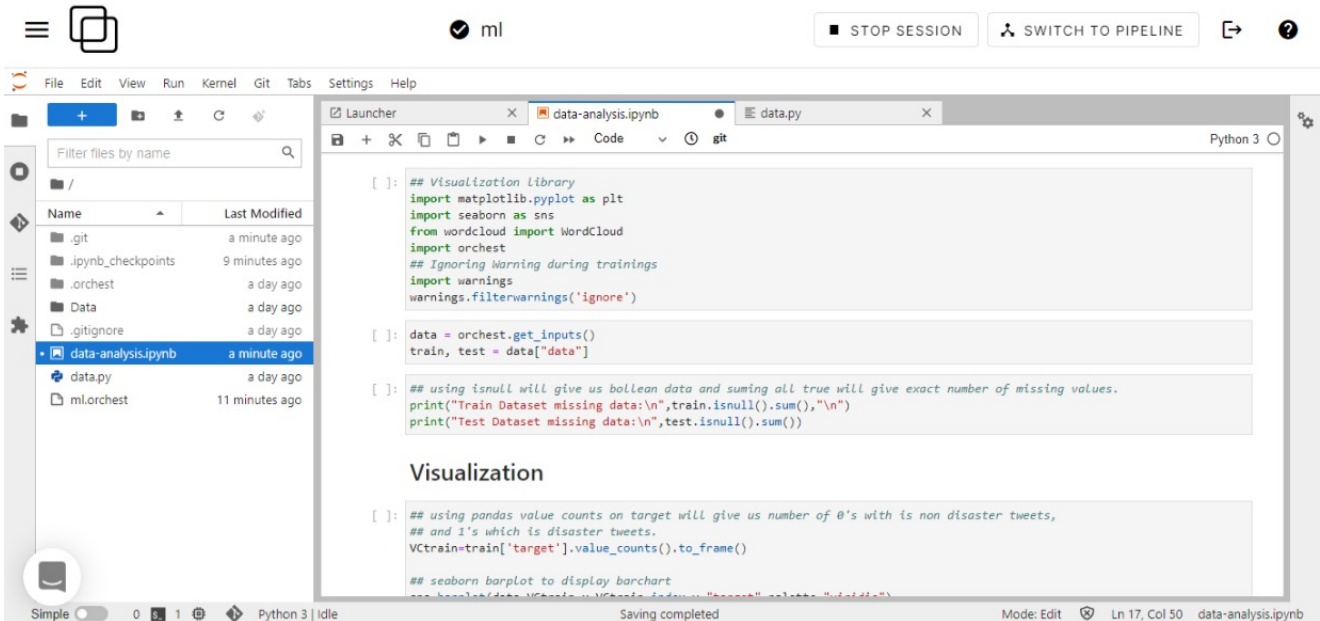 ml
STOP SESSION
SWITCH TO PIPELINE
File Edit View Run Kernel Git Tabs Settings Help
Launcher
data-analysis.ipynb
data.py
Filter files by name
/
Name Last Modified
.git a minute ago
.ipynb_checkpoints 9 minutes ago
.orchest a day ago
Data a day ago
.gitignore a day ago
data-analysis.ipynb a minute ago
data.py a day ago
ml.orchest 11 minutes ago
Code
git
Python 3
[ ]: ## Visualization library
import matplotlib.pyplot as plt
import seaborn as sns
from wordcloud import WordCloud
import orchest
## Ignoring Warning during trainings
import warnings
warnings.filterwarnings('ignore')
[ ]: data = orchest.get_inputs()
train, test = data["data"]
[ ]: ## using isnull will give us bollean data and suming all true will give exact number of missing values.
print("Train Dataset missing data:\n",train.isnull().sum(),"\n")
print("Test Dataset missing data:\n",test.isnull().sum())
Visualization
[ ]: ## using pandas value counts on target will give us number of 0's with is non disaster tweets,
## and 1's which is disaster tweets.
VCtrain=train['target'].value_counts().to_frame()
## seaborn barplot to display barchart
Simple 0 1 Python 3 | Idle Saving completed Mode: Edit Ln 17, Col 50 data-analysis.ipynb